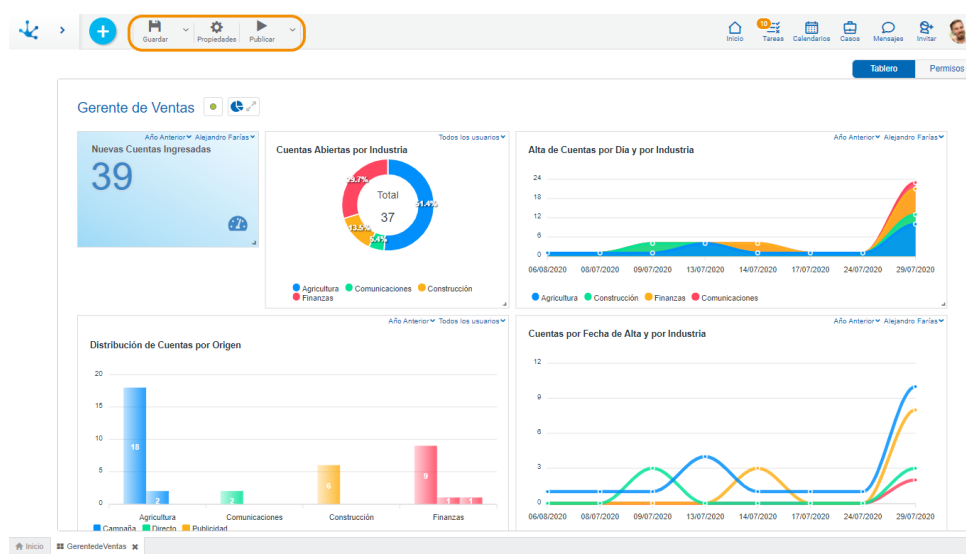 Guardar Propiedades Publicar
Inicio 10 Tareas Calendarios Casos Mensajes Invitar
Tablero Permisos
Gerente de Ventas
Año Anterior Alejandro Farías
Nuevas Cuentas Ingresadas
39
Todos los usuarios
Cuentas Abiertas por Industria
29.7%
51.4%
13.5%
5.4%
Total
37
Agricultura Comunicaciones Construcción
Finanzas
Año Anterior Alejandro Farías
Alta de Cuentas por Día y por Industria
24
18
12
6
0
06/08/2020 08/07/2020 09/07/2020 13/07/2020 14/07/2020 17/07/2020 24/07/2020 29/07/2020
Agricultura Construcción Finanzas Comunicaciones
Año Anterior Todos los usuarios
Distribución de Cuentas por Origen
20
15
10
5
0
18
2
2
6
9
1 1
Agricultura Comunicaciones Construcción Finanzas
Campaña Directo Publicidad
Año Anterior Alejandro Farías
Cuentas por Fecha de Alta y por Industria
12
9
6
3
0
06/08/2020 08/07/2020 09/07/2020 13/07/2020 14/07/2020 17/07/2020 24/07/2020 29/07/2020
Inicio GerentedeVentas